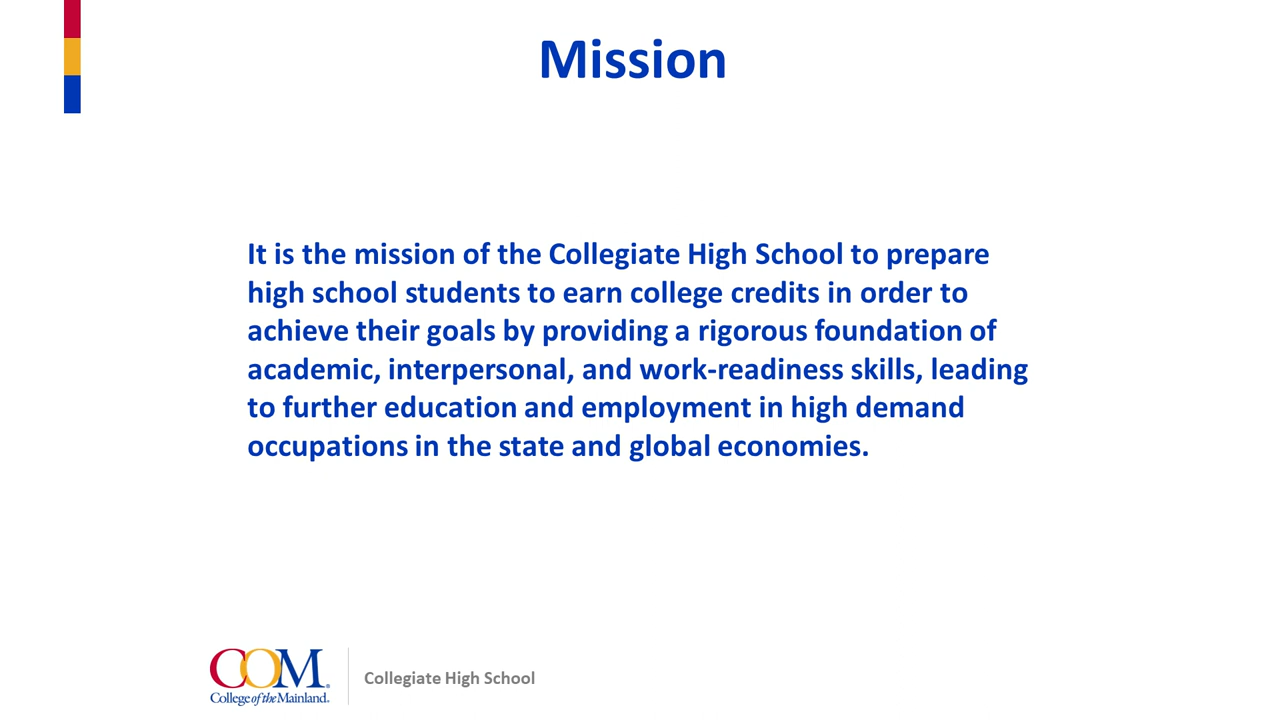 Mission
It is the mission of the Collegiate High School to prepare
high school students to earn college credits in order to
achieve their goals by providing a rigorous foundation of
academic, interpersonal, and work-readiness skills, leading
to further education and employment in high demand
occupations in the state and global economies.
COM®
College of the Mainland®
Collegiate High School